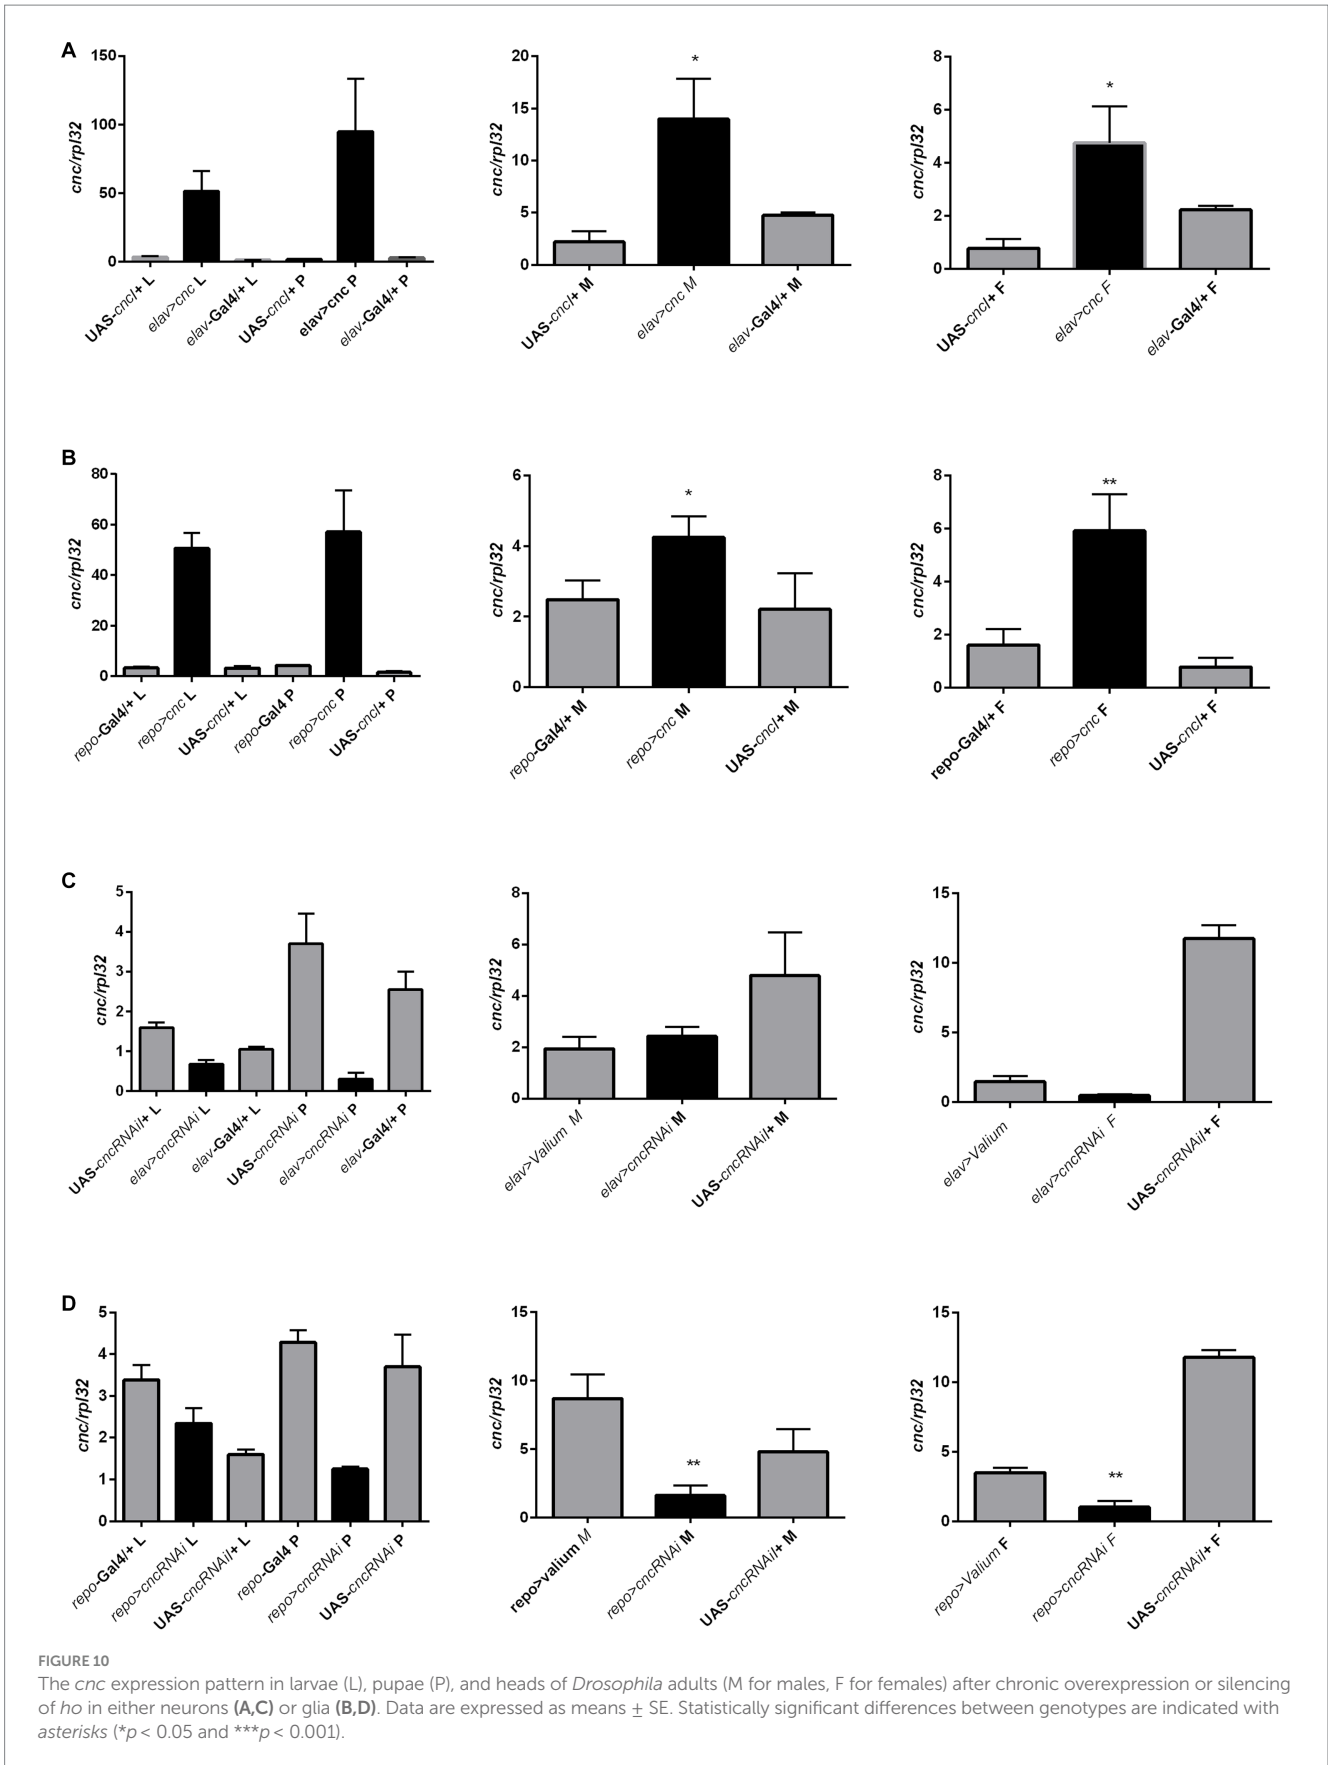 A
150
100
50
0
cnc/rpl32
UAS-cnc/+ L
elav>cnc L
elav-Gal4/+ L
UAS-cnc/+ P
elav>cnc P
elav-Gal4/+ P
20
15
10
5
0
cnc/rpl32
*
UAS-cnc/+ M
elav>cnc M
elav-Gal4/+ M
8
6
4
2
0
cnc/rpl32
*
UAS-cnc/+ F
elav>cnc F
elav-Gal4/+ F
B
80
60
40
20
0
cnc/rpl32
repo-Gal4/+ L
repo>cnc L
UAS-cnc/+ L
repo-Gal4 P
repo>cnc P
UAS-cnc/+ P
6
4
2
0
cnc/rpl32
*
repo-Gal4/+ M
repo>cnc M
UAS-cnc/+ M
8
6
4
2
0
cnc/rpl32
**
repo-Gal4/+ F
repo>cnc F
UAS-cnc/+ F
C
5
4
3
2
1
0
cnc/rpl32
UAS-cncRNAi/+ L
elav>cncRNAi L
elav-Gal4/+ L
UAS-cncRNAi P
elav>cncRNAi P
elav-Gal4/+ P
8
6
4
2
0
cnc/rpl32
elav>Valium M
elav>cncRNAi M
UAS-cncRNAi/+ M
15
10
5
0
cnc/rpl32
elav>Valium
elav>cncRNAi F
UAS-cncRNAi/+ F
D
5
4
3
2
1
0
cnc/rpl32
repo-Gal4/+ L
repo>cncRNAi L
UAS-cncRNAi/+ L
repo-Gal4 P
repo>cncRNAi P
UAS-cncRNAi P
15
10
5
0
cnc/rpl32
**
repo>valium M
repo>cncRNAi M
UAS-cncRNAi/+ M
15
10
5
0
cnc/rpl32
**
repo>Valium F
repo>cncRNAi F
UAS-cncRNAi/+ F
FIGURE 10
The cnc expression pattern in larvae (L), pupae (P), and heads of Drosophila adults (M for males, F for females) after chronic overexpression or silencing
of ho in either neurons (A,C) or glia (B,D). Data are expressed as means ± SE. Statistically significant differences between genotypes are indicated with
asterisks (*p < 0.05 and ***p < 0.001).